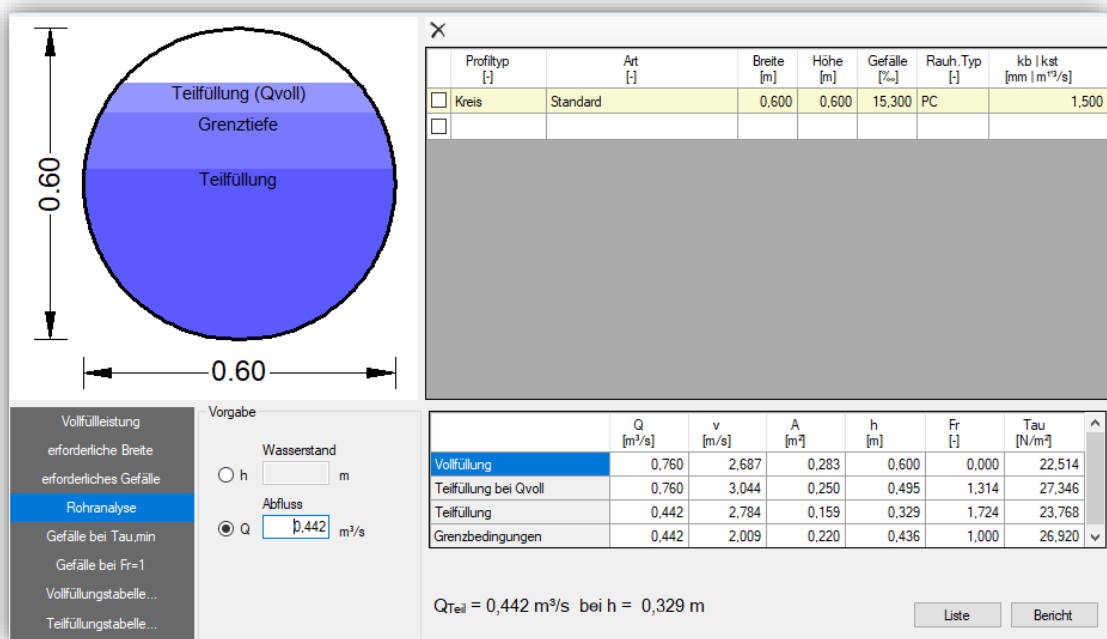 Teilfüllung (Qvoll)
Grenztiefe
Teilfüllung
0.60
0.60
Profiltyp Art Breite Höhe Gefälle Rauh.Typ kb | kst
[-] [-] [m] [m] [‰] [-] [mm | m¹'³/s]
Kreis Standard 0,600 0,600 15,300 PC 1,500
Vollfülleistung
erforderliche Breite
erforderliches Gefälle
Rohranalyse
Gefälle bei Tau,min
Gefälle bei Fr=1
Vollfüllungstabelle...
Teilfüllungstabelle...
Vorgabe
Wasserstand
h m
Abfluss
Q 0,442 m³/s
Q v A h Fr Tau
[m³/s] [m/s] [m²] [m] [-] [N/m²]
Vollfüllung 0,760 2,687 0,283 0,600 0,000 22,514
Teilfüllung bei Qvoll 0,760 3,044 0,250 0,495 1,314 27,346
Teilfüllung 0,442 2,784 0,159 0,329 1,724 23,768
Grenzbedingungen 0,442 2,009 0,220 0,436 1,000 26,920
QTeil = 0,442 m³/s bei h = 0,329 m
Liste Bericht